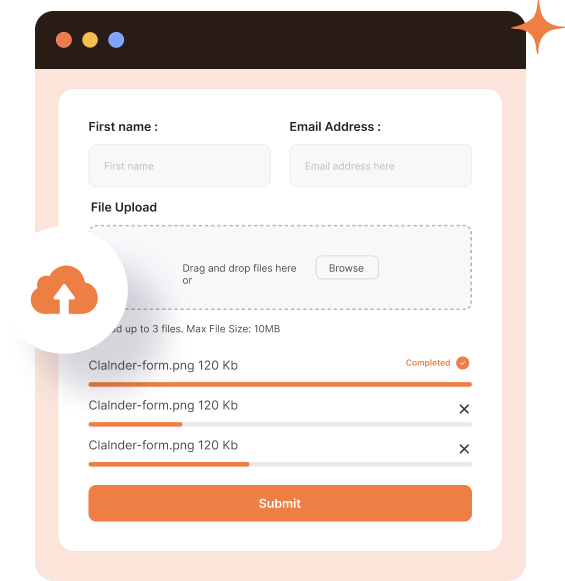 First name :
Email Address :
First name
Email address here
File Upload
Drag and drop files here
or
Browse
up to 3 files. Max File Size: 10MB
Clalnder-form.png 120 Kb
Completed
Clalnder-form.png 120 Kb
Clalnder-form.png 120 Kb
Submit